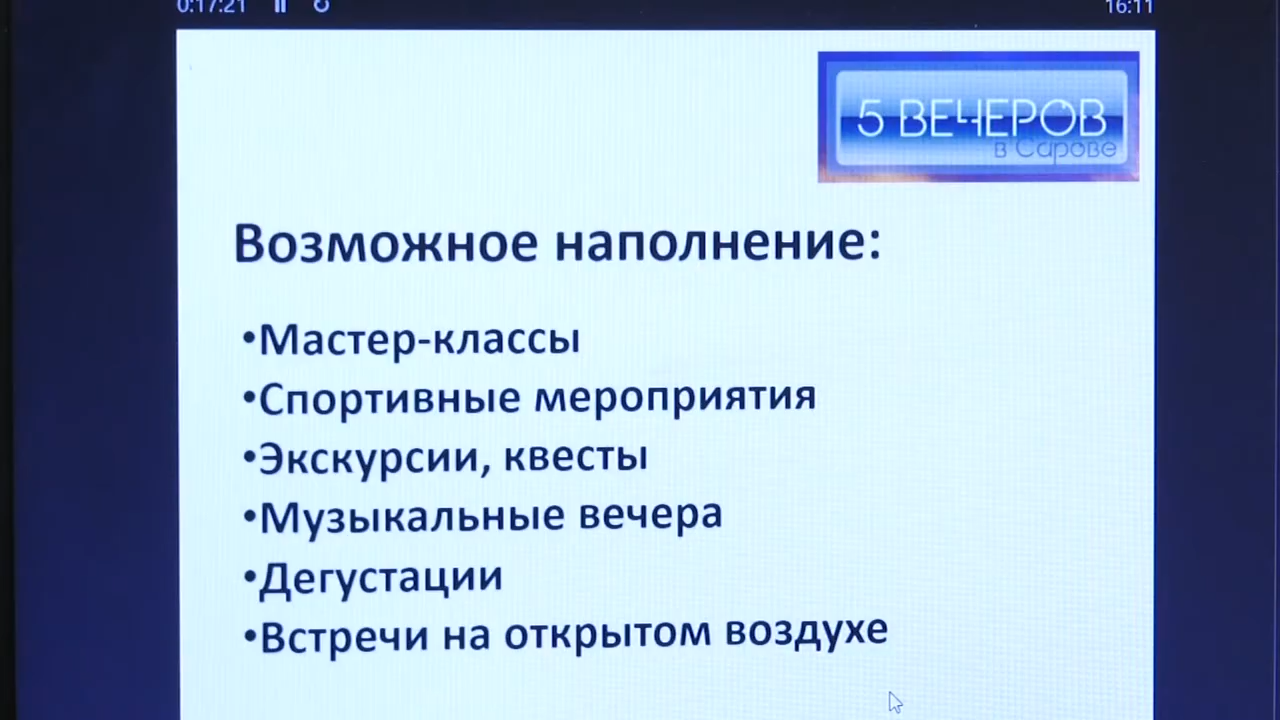 0:17:21
16:11
5 ВЕЧЕРОВ
в Сарове
Возможное наполнение:
•Мастер-классы
•Спортивные мероприятия
•Экскурсии, квесты
•Музыкальные вечера
•Дегустации
•Встречи на открытом воздухе